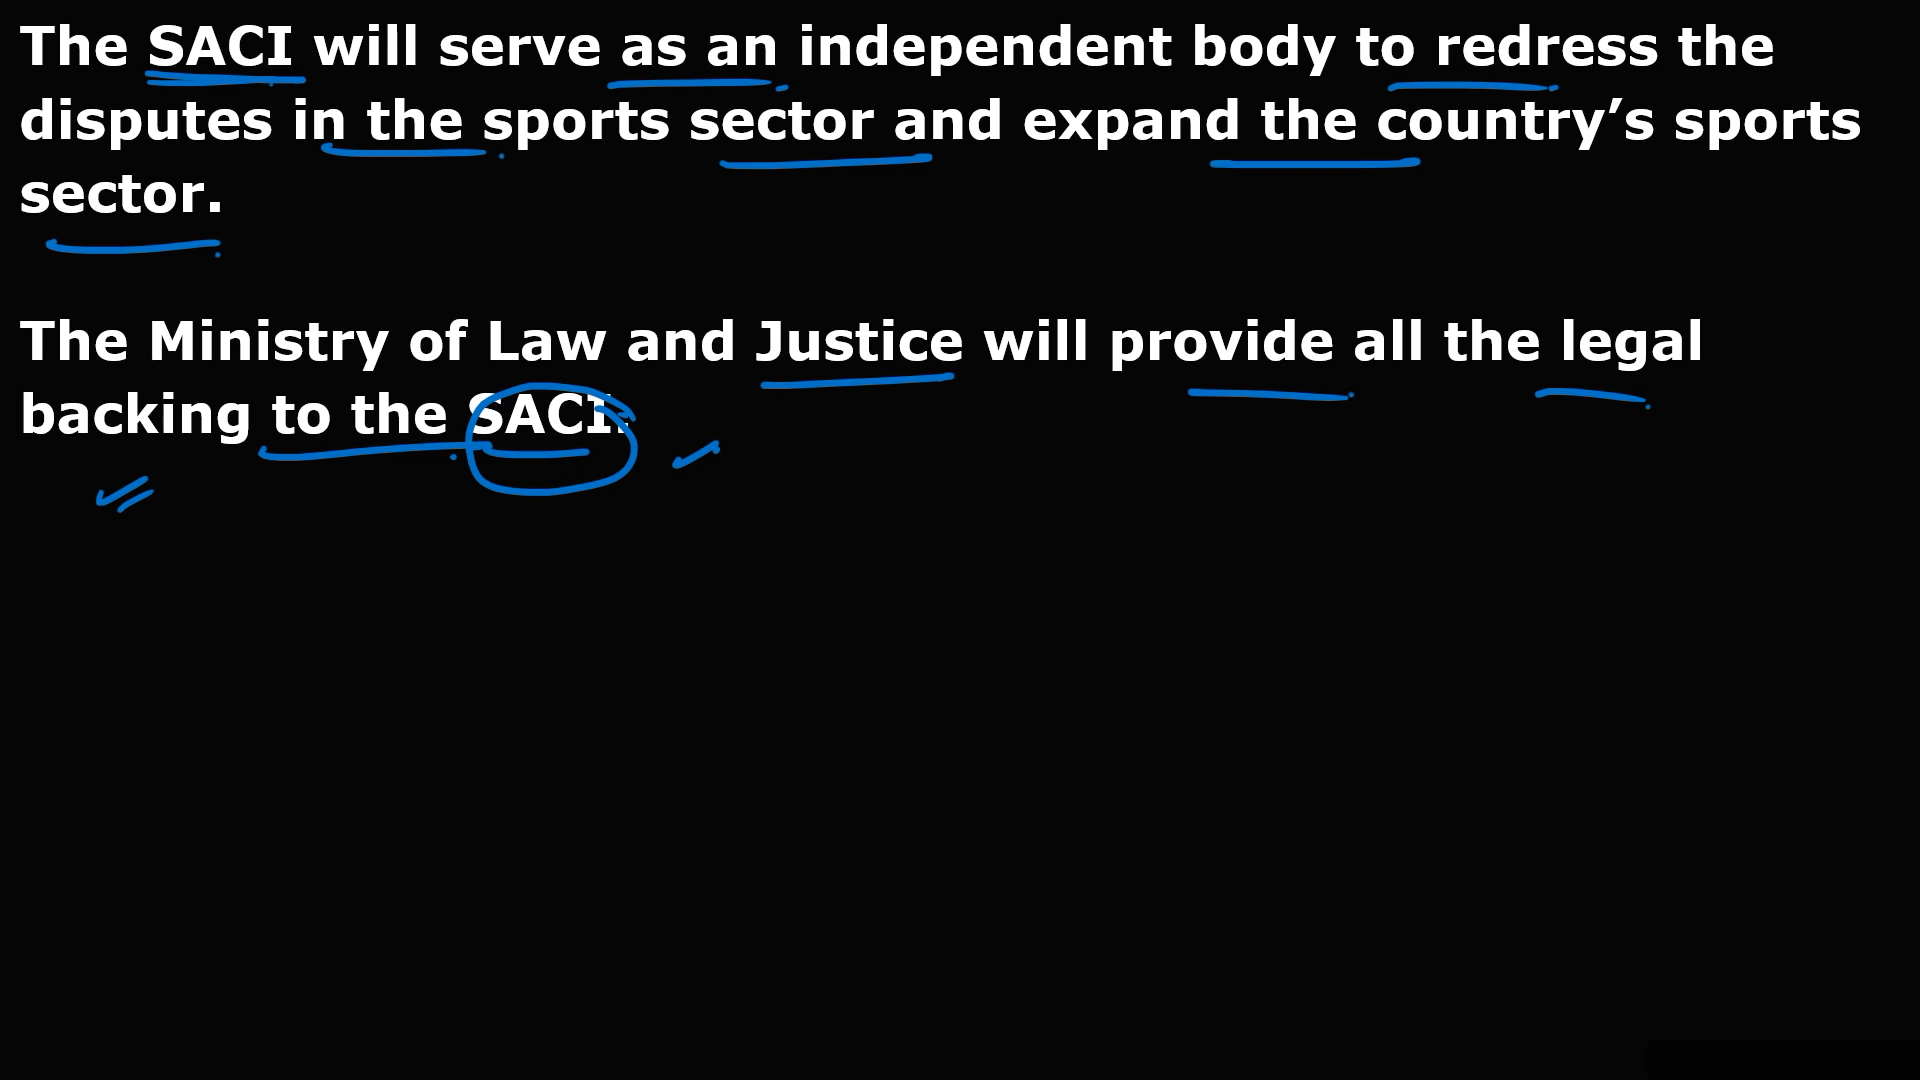 The SACI will serve as an independent body to redress the
disputes in the sports sector and expand the country’s sports
sector.
The Ministry of Law and Justice will provide all the legal
backing to the SACI.